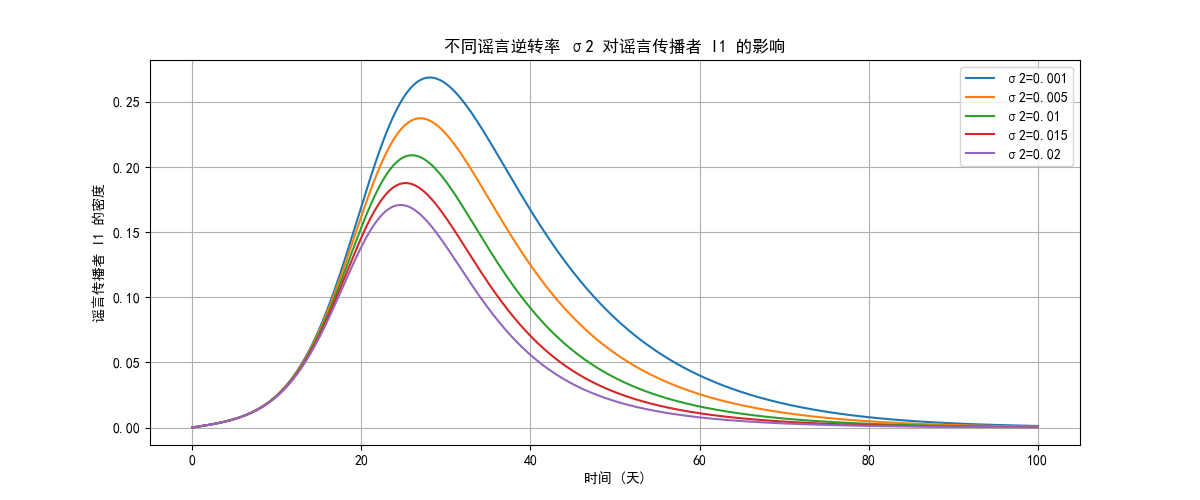 不同谣言逆转率 σ2 对谣言传播者 I1 的影响
σ2=0.001
σ2=0.005
σ2=0.01
σ2=0.015
σ2=0.02
谣言传播者 I1 的密度
0.25
0.20
0.15
0.10
0.05
0.00
0 20 40 60 80 100
时间 (天)